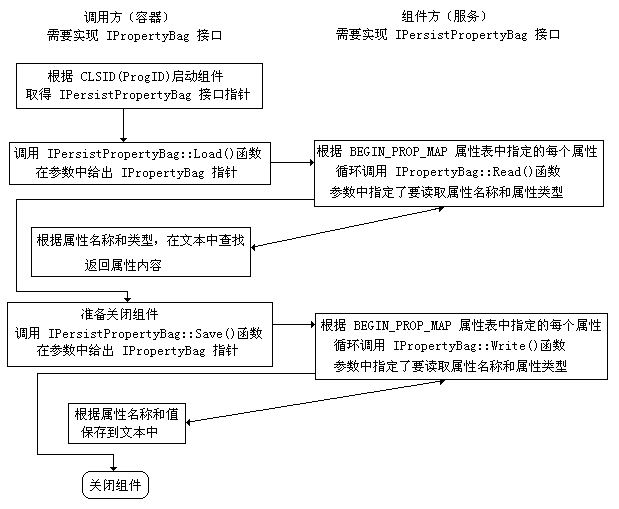 调用方（容器）
需要实现 IPropertyBag 接口
组件方（服务）
需要实现 IPersistPropertyBag 接口
根据 CLSID(ProgID)启动组件
取得 IPersistPropertyBag 接口指针
调用 IPersistPropertyBag::Load()函数
在参数中给出 IPropertyBag 指针
根据 BEGIN_PROP_MAP 属性表中指定的每个属性
循环调用 IPropertyBag::Read()函数
参数中指定了要读取属性名称和属性类型
根据属性名称和类型，在文本中查找
返回属性内容
准备关闭组件
调用 IPersistPropertyBag::Save()函数
在参数中给出 IPropertyBag 指针
根据 BEGIN_PROP_MAP 属性表中指定的每个属性
循环调用 IPropertyBag::Write()函数
参数中指定了要读取属性名称和属性类型
根据属性名称和值
保存到文本中
关闭组件